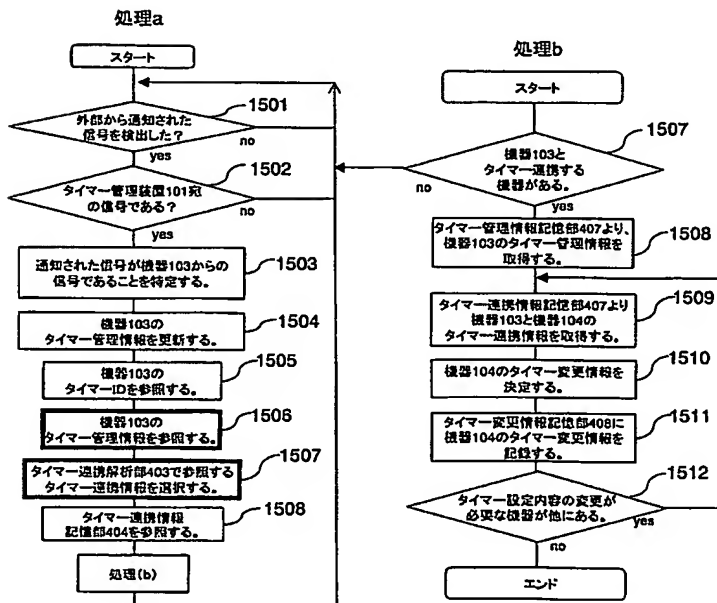 処理a
スタート
外部から通知された
信号を検出した？
1501
no
yes
1502
タイマー管理装置101宛
の信号である？
no
yes
通知された信号が機器103からの
信号であることを特定する。
1503
機器103の
タイマー管理情報を更新する。
1504
機器103の
タイマーIDを参照する。
1505
機器103の
タイマー管理情報を参照する。
1506
タイマー連携解析部403で参照する
タイマー連携情報を選択する。
1507
タイマー連携情報
記憶部404を参照する。
1508
処理(b)
処理b
スタート
1507
機器103と
タイマー連携する
機器がある。
no
yes
タイマー管理情報記憶部407より、
機器103のタイマー管理情報を
取得する。
1508
タイマー連携情報記憶部407より
機器103と機器104の
タイマー連携情報を取得する。
1509
機器104のタイマー変更情報を
決定する。
1510
タイマー変更情報記憶部408に
機器104のタイマー変更情報を
記録する。
1511
1512
タイマー設定内容の変更が
必要な機器が他にある。
yes
no
エンド